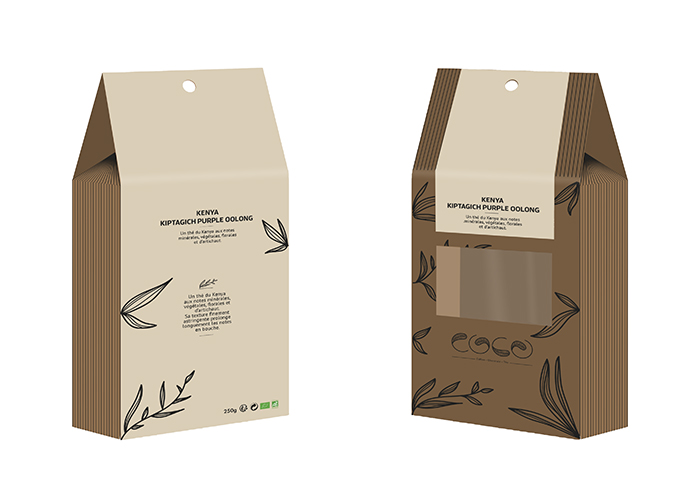 KENYA
KIPTAGICH PURPLE OOLONG
Un thé du Kenya aux notes
minérales, végétales, florales
et d'artichaut.
Un thé du Kenya
aux notes minérales,
végétales, florales et
d'artichaut.
Sa texture finement
astringente prolonge
longuement les notes
en bouche
250g
KENYA
KIPTAGICH PURPLE OOLONG
Un thé du Kenya aux notes
minérales, végétales, florales
et d'artichaut.
COGO